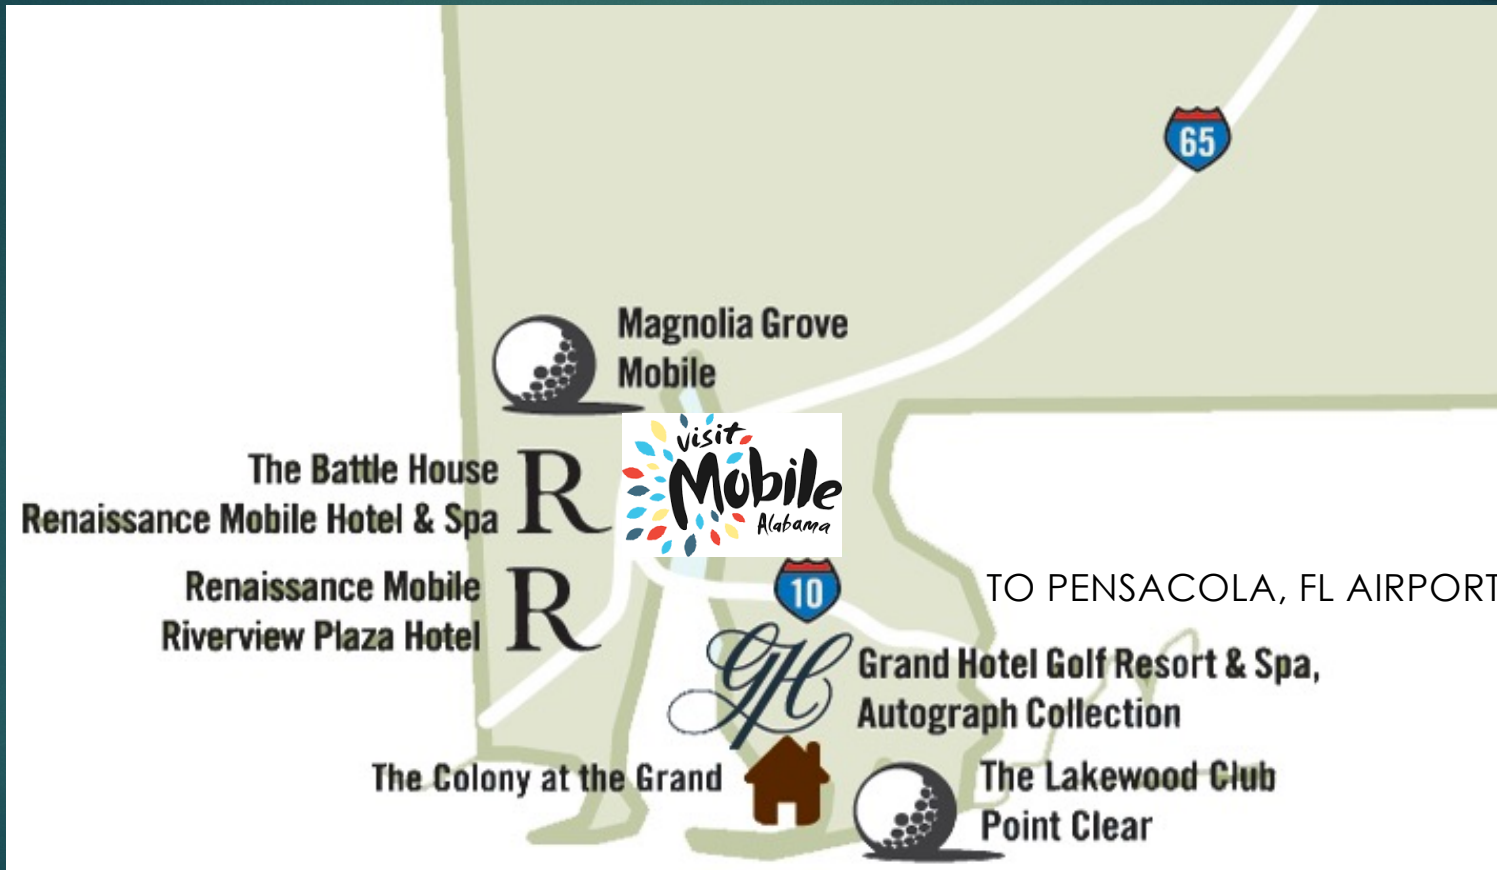 65
Magnolia Grove
Mobile
visit
Mobile
Alabama
The Battle House
Renaissance Mobile Hotel & Spa
R
Renaissance Mobile
Riverview Plaza Hotel
R
10
TO PENSACOLA, FL AIRPORT
GH
Grand Hotel Golf Resort & Spa,
Autograph Collection
The Colony at the Grand
The Lakewood Club
Point Clear